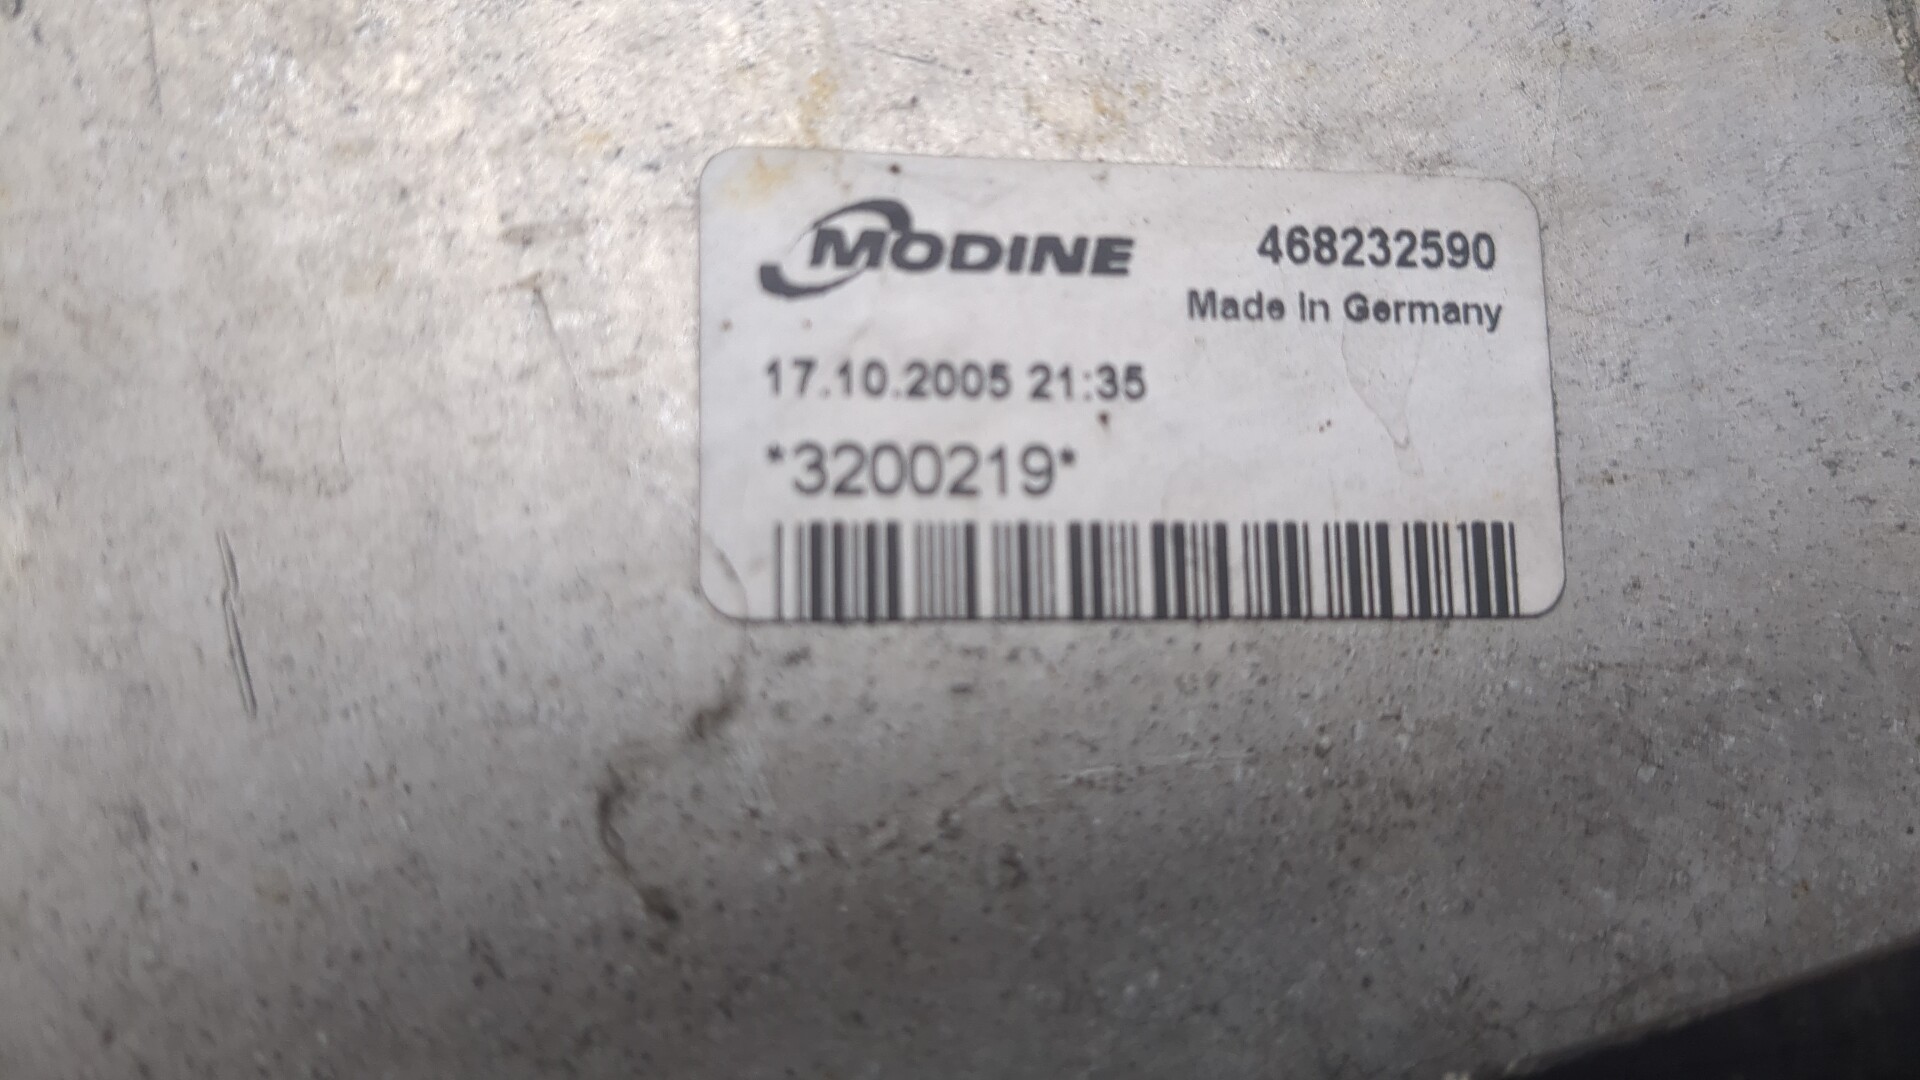 MODINE
468232590
Made In Germany
17.10.2005 21:35
*3200219*